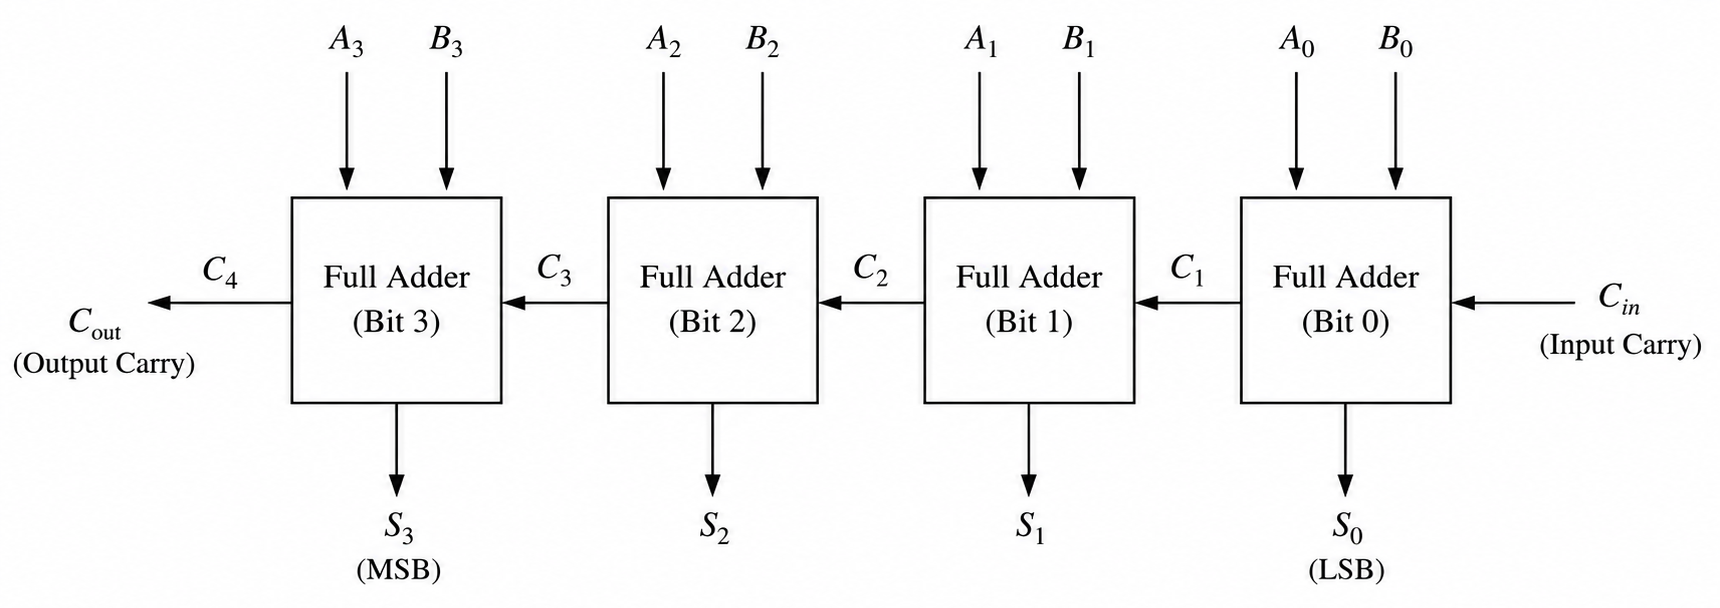 A₃ B₃ A₂ B₂ A₁ B₁ A₀ B₀
C₄ C₃ C₂ C₁
Full Adder Full Adder Full Adder Full Adder
(Bit 3) (Bit 2) (Bit 1) (Bit 0)
C_out
(Output Carry)
C_in
(Input Carry)
S₃ S₂ S₁ S₀
(MSB) (LSB)